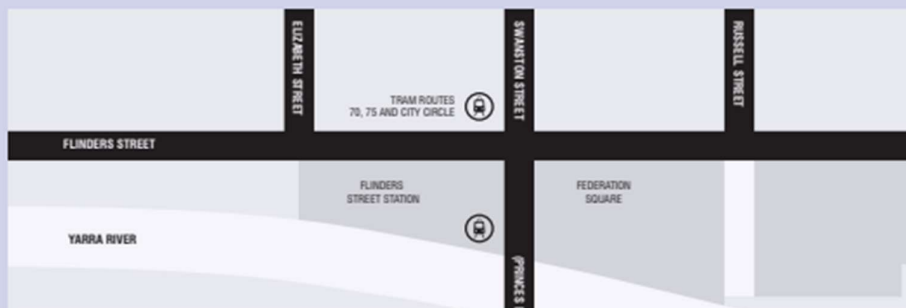 ELIZABETH STREET
SWANSTON STREET
RUSSELL STREET
TRAM ROUTES
70, 75 AND CITY CIRCLE
FLINDERS STREET
FLINDERS
STREET STATION
FEDERATION
SQUARE
YARRA RIVER
(PRINCES